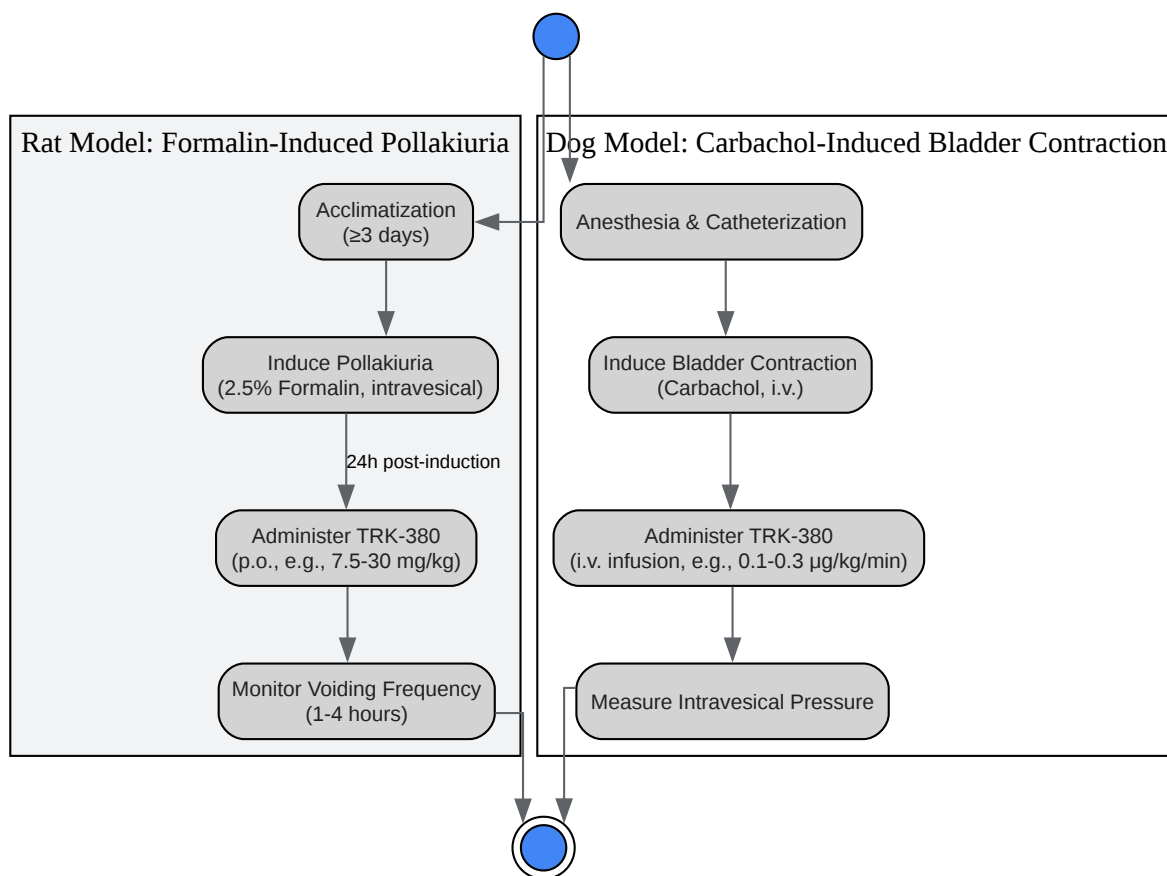 Rat Model: Formalin-Induced Pollakiuria
Acclimatization
(≥3 days)
Induce Pollakiuria
(2.5% Formalin, intravesical)
24h post-induction
Administer TRK-380
(p.o., e.g., 7.5-30 mg/kg)
Monitor Voiding Frequency
(1-4 hours)
Dog Model: Carbachol-Induced Bladder Contraction
Anesthesia & Catheterization
Induce Bladder Contraction
(Carbachol, i.v.)
Administer TRK-380
(i.v. infusion, e.g., 0.1-0.3 μg/kg/min)
Measure Intravesical Pressure